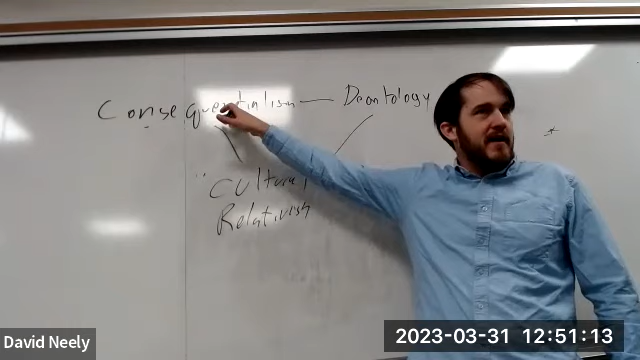 Consequentialism — Deontology
"Cultural
Relativism
David Neely
2023-03-31 12:51:13